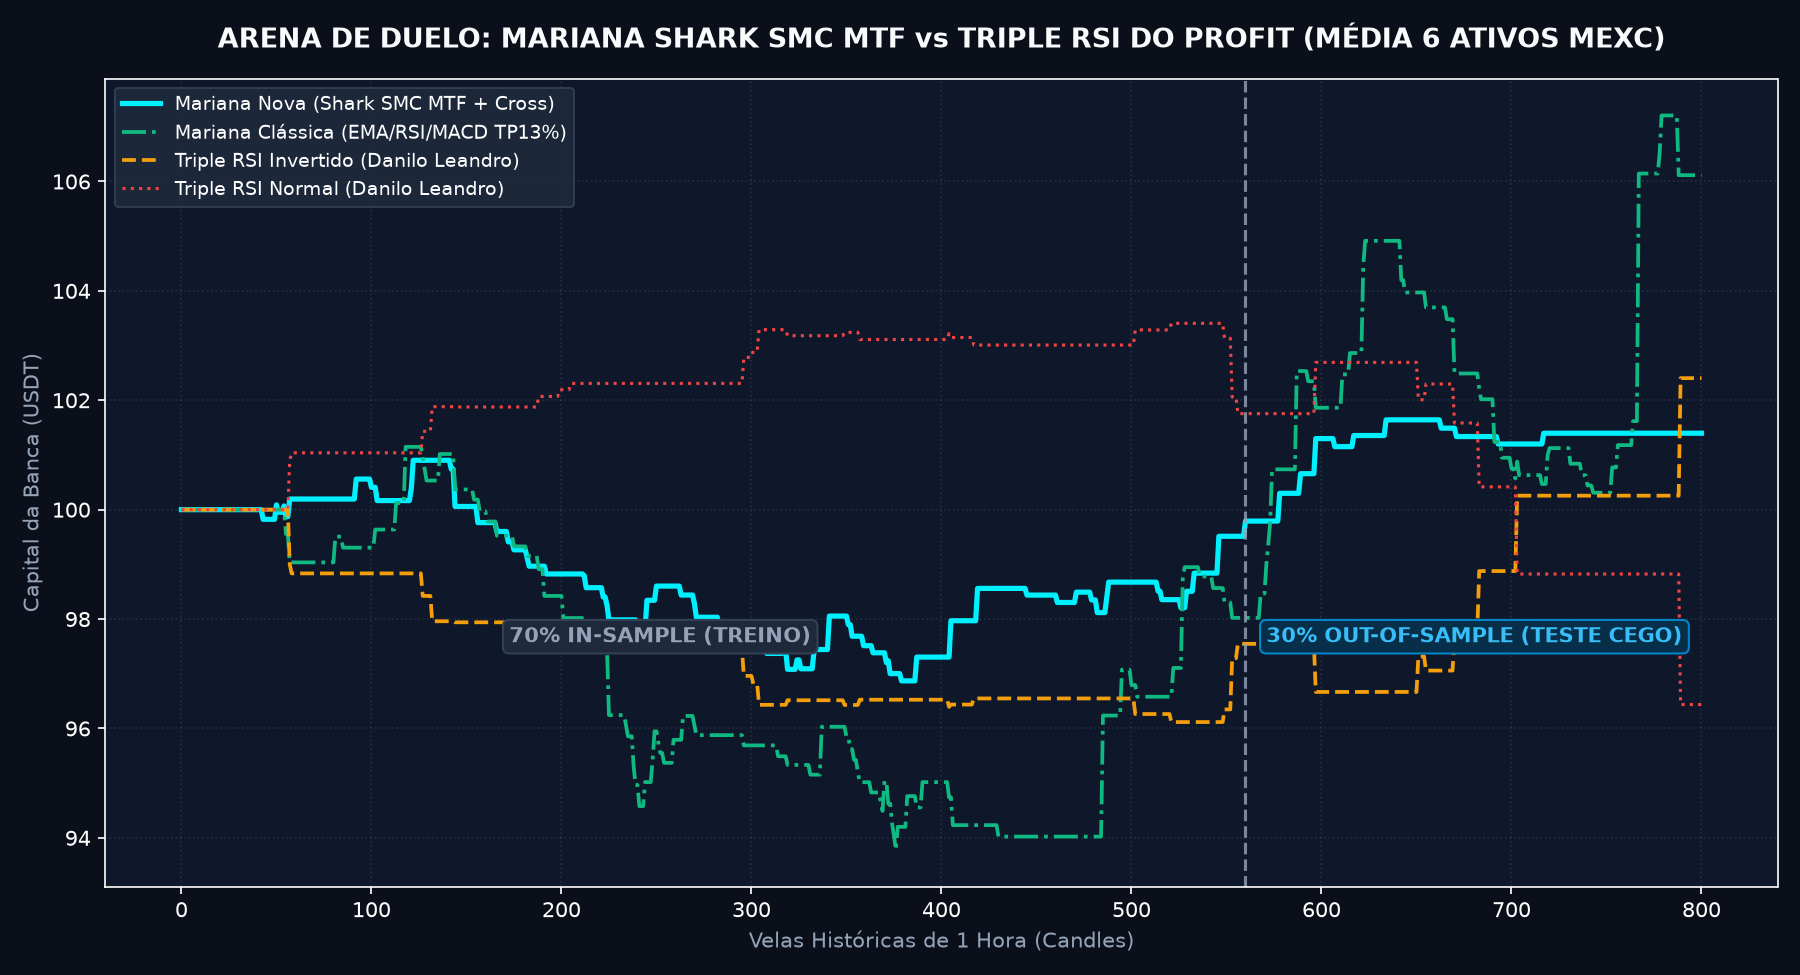 ARENA DE DUELO: MARIANA SHARK SMC MTF vs TRIPLE RSI DO PROFIT (MÉDIA 6 ATIVOS MEXC)
Mariana Nova (Shark SMC MTF + Cross)
Mariana Clássica (EMA/RSI/MACD TP13%)
Triple RSI Invertido (Danilo Leandro)
Triple RSI Normal (Danilo Leandro)
Capital da Banca (USDT)
106
104
102
100
98
96
94
70% IN-SAMPLE (TREINO)
30% OUT-OF-SAMPLE (TESTE CEGO)
0 100 200 300 400 500 600 700 800
Velas Históricas de 1 Hora (Candles)